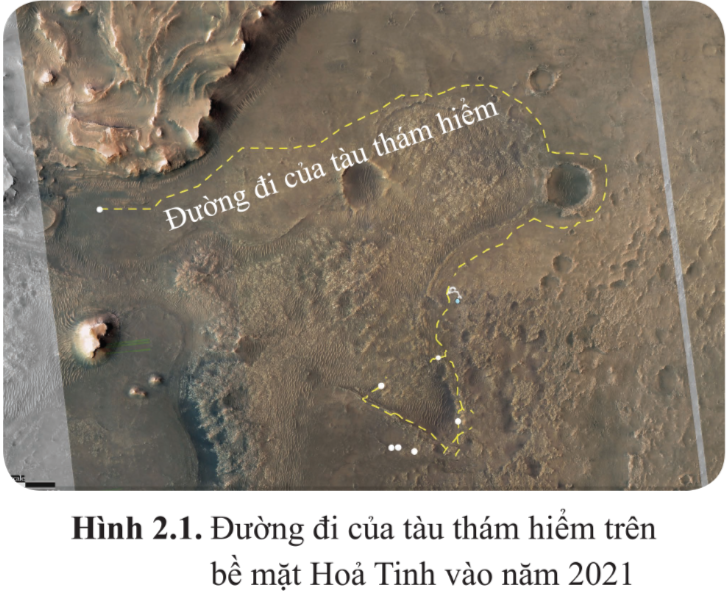 Đường đi của tàu thám hiểm
Hình 2.1. Đường đi của tàu thám hiểm trên
bề mặt Hoả Tinh vào năm 2021